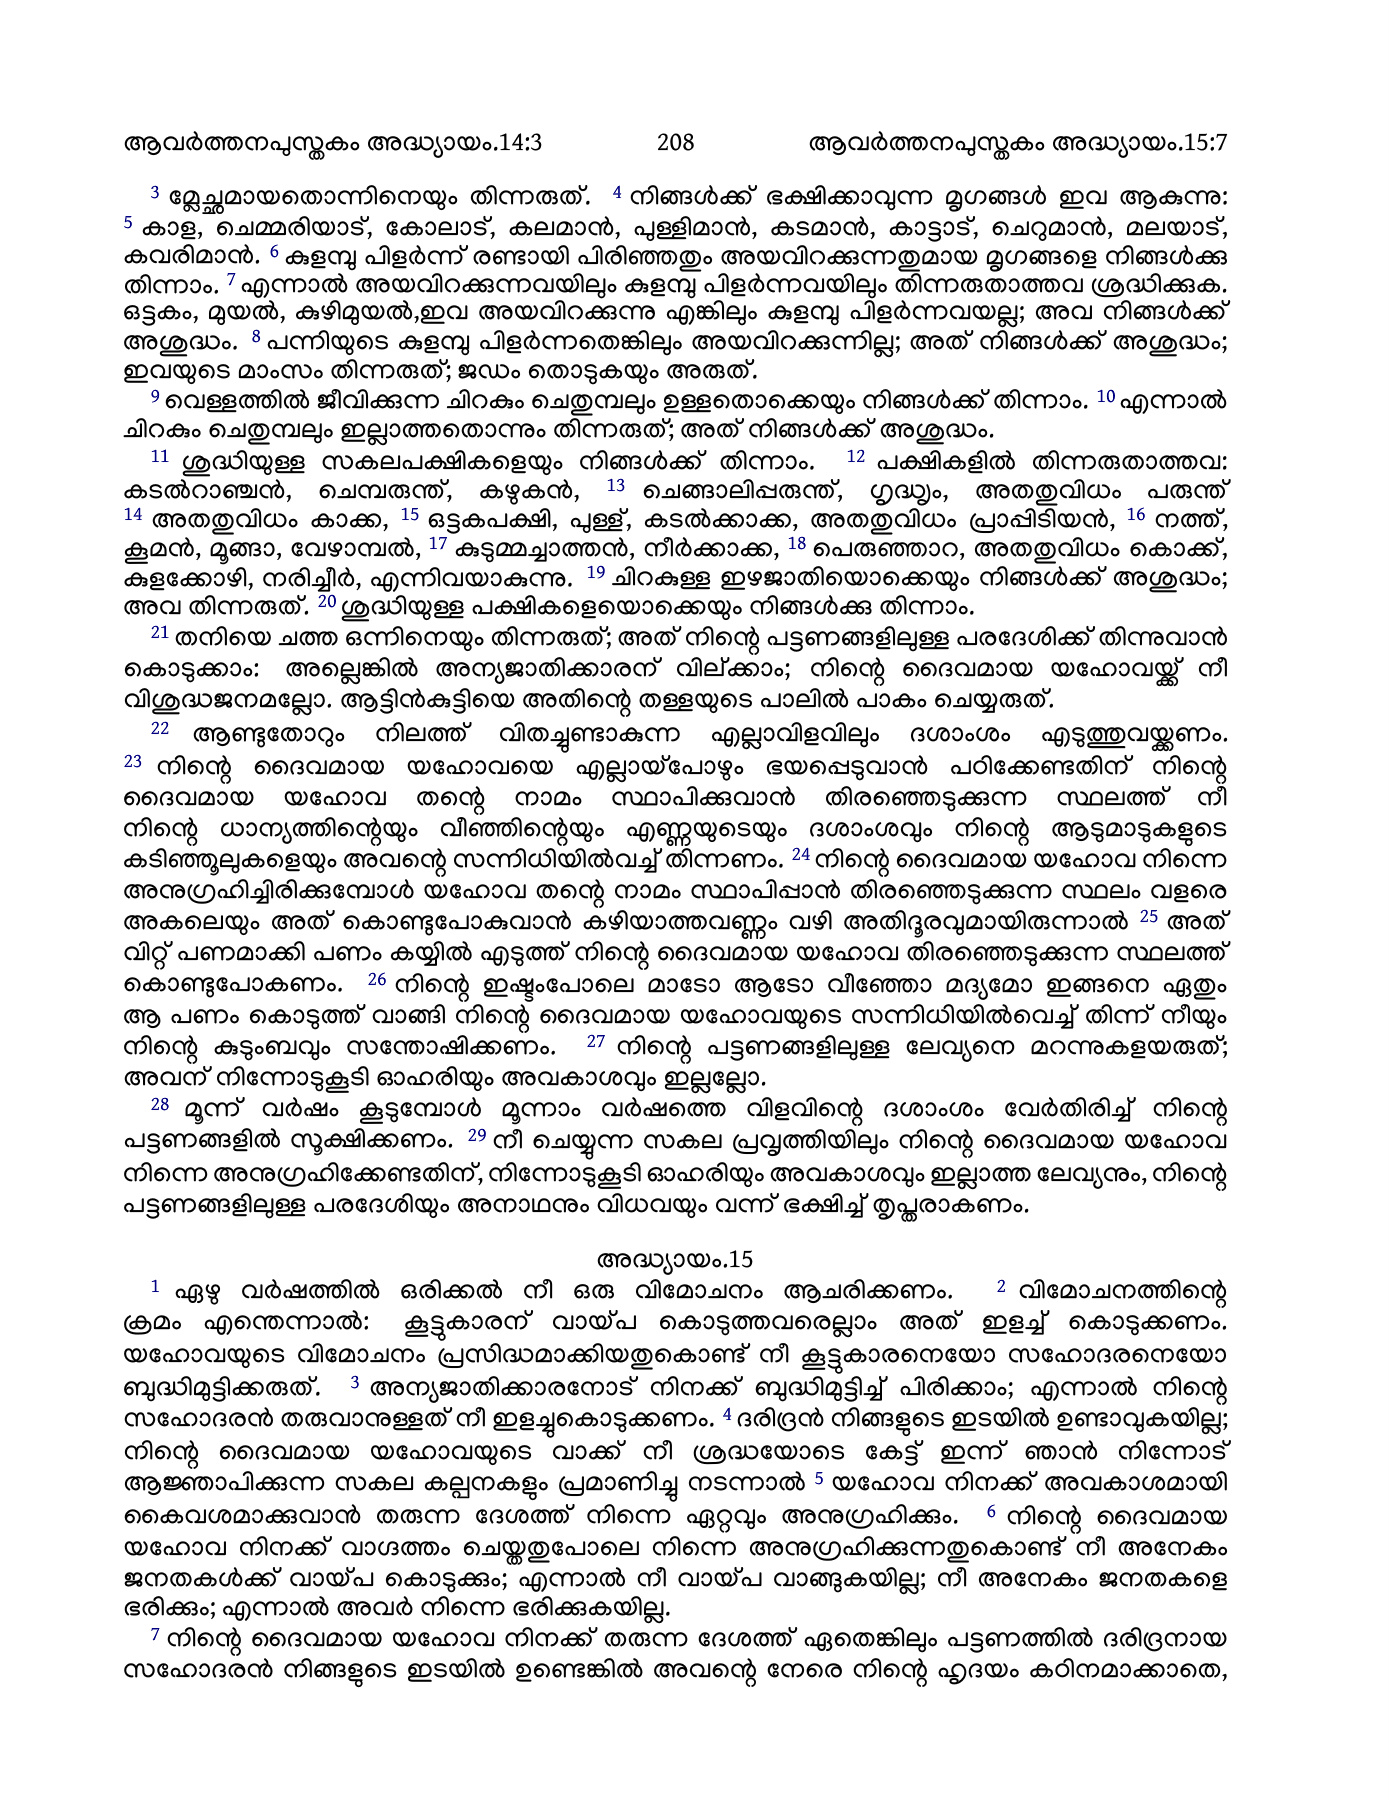 ആവർത്തനപുസ്തകം അദ്ധ്യായം.14:3 208 ആവർത്തനപുസ്തകം അദ്ധ്യായം.15:7
3 മ്ലേച്ഛമായതൊന്നിനെയും തിന്നരുത്. 4 നിങ്ങൾക്ക് ഭക്ഷിക്കാവുന്ന മൃഗങ്ങൾ ഇവ ആകുന്നു:
5 കാള, ചെമ്മരിയാട്, കോലാട്, കലമാൻ, പുള്ളിമാൻ, കടമാൻ, കാട്ടാട്, ചെറുമാൻ, മലയാട്,
കവരിമാൻ. 6 കുളമ്പു പിളർന്ന് രണ്ടായി പിരിഞ്ഞതും അയവിറക്കുന്നതുമായ മൃഗങ്ങളെ നിങ്ങൾക്കു
തിന്നാം. 7 എന്നാൽ അയവിറക്കുന്നവയിലും കുളമ്പു പിളർന്നവയിലും തിന്നരുതാത്തവ ശ്രദ്ധിക്കുക.
ഒട്ടകം, മുയൽ, കുഴിമുയൽ,ഇവ അയവിറക്കുന്നു എങ്കിലും കുളമ്പു പിളർന്നവയല്ല; അവ നിങ്ങൾക്ക്
അശുദ്ധം. 8 പന്നിയുടെ കുളമ്പു പിളർന്നതെങ്കിലും അയവിറക്കുന്നില്ല; അത് നിങ്ങൾക്ക് അശുദ്ധം;
ഇവയുടെ മാംസം തിന്നരുത്; ജഡം തൊടുകയും അരുത്.
9 വെള്ളത്തിൽ ജീവിക്കുന്ന ചിറകും ചെതുമ്പലും ഉള്ളതൊക്കെയും നിങ്ങൾക്ക് തിന്നാം. 10 എന്നാൽ
ചിറകും ചെതുമ്പലും ഇല്ലാത്തതൊന്നും തിന്നരുത്; അത് നിങ്ങൾക്ക് അശുദ്ധം.
11 ശുദ്ധിയുള്ള സകലപക്ഷികളെയും നിങ്ങൾക്ക് തിന്നാം. 12 പക്ഷികളിൽ തിന്നരുതാത്തവ:
കടൽറാഞ്ചൻ, ചെമ്പരുന്ത്, കഴുകൻ, 13 ചെങ്ങാലിപ്പരുന്ത്, ഗൃദ്ധ്രം, അതതുവിധം പരുന്ത്
14 അതതുവിധം കാക്ക, 15 ഒട്ടകപക്ഷി, പുള്ള്, കടൽക്കാക്ക, അതതുവിധം പ്രാപ്പിടിയൻ, 16 നത്ത്,
കൂമൻ, മൂങ്ങാ, വേഴാമ്പൽ, 17 കുടുമ്മച്ചാത്തൻ, നീർക്കാക്ക, 18 പെരുഞ്ഞാറ, അതതുവിധം കൊക്ക്,
കുളക്കോഴി, നരിച്ചീർ, എന്നിവയാകുന്നു. 19 ചിറകുള്ള ഇഴജാതിയൊക്കെയും നിങ്ങൾക്ക് അശുദ്ധം;
അവ തിന്നരുത്. 20 ശുദ്ധിയുള്ള പക്ഷികളെയൊക്കെയും നിങ്ങൾക്കു തിന്നാം.
21 തനിയെ ചത്ത ഒന്നിനെയും തിന്നരുത്; അത് നിന്റെ പട്ടണങ്ങളിലുള്ള പരദേശിക്ക് തിന്നുവാൻ
കൊടുക്കാം: അല്ലെങ്കിൽ അന്യജാതിക്കാരന് വില്ക്കാം; നിന്റെ ദൈവമായ യഹോവയ്ക്ക് നീ
വിശുദ്ധജനമല്ലോ. ആട്ടിൻകുട്ടിയെ അതിന്റെ തള്ളയുടെ പാലിൽ പാകം ചെയ്യരുത്.
22 ആണ്ടുതോറും നിലത്ത് വിതച്ചുണ്ടാകുന്ന എല്ലാവിളവിലും ദശാംശം എടുത്തുവയ്ക്കണം.
23 നിന്റെ ദൈവമായ യഹോവയെ എല്ലായ്പോഴും ഭയപ്പെടുവാൻ പഠിക്കേണ്ടതിന് നിന്റെ
ദൈവമായ യഹോവ തന്റെ നാമം സ്ഥാപിക്കുവാൻ തിരഞ്ഞെടുക്കുന്ന സ്ഥലത്ത് നീ
നിന്റെ ധാന്യത്തിന്റെയും വീഞ്ഞിന്റെയും എണ്ണയുടെയും ദശാംശവും നിന്റെ ആടുമാടുകളുടെ
കടിഞ്ഞൂലുകളെയും അവന്റെ സന്നിധിയിൽവച്ച് തിന്നണം. 24 നിന്റെ ദൈവമായ യഹോവ നിന്നെ
അനുഗ്രഹിച്ചിരിക്കുമ്പോൾ യഹോവ തന്റെ നാമം സ്ഥാപിപ്പാൻ തിരഞ്ഞെടുക്കുന്ന സ്ഥലം വളരെ
അകലെയും അത് കൊണ്ടുപോകുവാൻ കഴിയാത്തവണ്ണം വഴി അതിദൂരവുമായിരുന്നാൽ 25 അത്
വിറ്റ് പണമാക്കി പണം കയ്യിൽ എടുത്ത് നിന്റെ ദൈവമായ യഹോവ തിരഞ്ഞെടുക്കുന്ന സ്ഥലത്ത്
കൊണ്ടുപോകണം. 26 നിന്റെ ഇഷ്ടംപോലെ മാടോ ആടോ വീഞ്ഞോ മദ്യമോ ഇങ്ങനെ ഏതും
ആ പണം കൊടുത്ത് വാങ്ങി നിന്റെ ദൈവമായ യഹോവയുടെ സന്നിധിയിൽവെച്ച് തിന്ന് നീയും
നിന്റെ കുടുംബവും സന്തോഷിക്കണം. 27 നിന്റെ പട്ടണങ്ങളിലുള്ള ലേവ്യനെ മറന്നുകളയരുത്;
അവന് നിന്നോടുകൂടി ഓഹരിയും അവകാശവും ഇല്ലല്ലോ.
28 മൂന്ന് വർഷം കൂടുമ്പോൾ മൂന്നാം വർഷത്തെ വിളവിന്റെ ദശാംശം വേർതിരിച്ച് നിന്റെ
പട്ടണങ്ങളിൽ സൂക്ഷിക്കണം. 29 നീ ചെയ്യുന്ന സകല പ്രവൃത്തിയിലും നിന്റെ ദൈവമായ യഹോവ
നിന്നെ അനുഗ്രഹിക്കേണ്ടതിന്, നിന്നോടുകൂടി ഓഹരിയും അവകാശവും ഇല്ലാത്ത ലേവ്യനും, നിന്റെ
പട്ടണങ്ങളിലുള്ള പരദേശിയും അനാഥനും വിധവയും വന്ന് ഭക്ഷിച്ച് തൃപ്തരാകണം.
അദ്ധ്യായം.15
1 ഏഴു വർഷത്തിൽ ഒരിക്കൽ നീ ഒരു വിമോചനം ആചരിക്കണം. 2 വിമോചനത്തിന്റെ
ക്രമം എന്തെന്നാൽ: കൂട്ടുകാരന് വായ്പ കൊടുത്തവരെല്ലാം അത് ഇളച്ച് കൊടുക്കണം.
യഹോവയുടെ വിമോചനം പ്രസിദ്ധമാക്കിയതുകൊണ്ട് നീ കൂട്ടുകാരനെയോ സഹോദരനെയോ
ബുദ്ധിമുട്ടിക്കരുത്. 3 അന്യജാതിക്കാരനോട് നിനക്ക് ബുദ്ധിമുട്ടിച്ച് പിരിക്കാം; എന്നാൽ നിന്റെ
സഹോദരൻ തരുവാനുള്ളത് നീ ഇളച്ചുകൊടുക്കണം. 4 ദരിദ്രൻ നിങ്ങളുടെ ഇടയിൽ ഉണ്ടാവുകയില്ല;
നിന്റെ ദൈവമായ യഹോവയുടെ വാക്ക് നീ ശ്രദ്ധയോടെ കേട്ട് ഇന്ന് ഞാൻ നിന്നോട്
ആജ്ഞാപിക്കുന്ന സകല കല്പനകളും പ്രമാണിച്ചു നടന്നാൽ 5 യഹോവ നിനക്ക് അവകാശമായി
കൈവശമാക്കുവാൻ തരുന്ന ദേശത്ത് നിന്നെ ഏറ്റവും അനുഗ്രഹിക്കും. 6 നിന്റെ ദൈവമായ
യഹോവ നിനക്ക് വാഗ്ദത്തം ചെയ്തതുപോലെ നിന്നെ അനുഗ്രഹിക്കുന്നതുകൊണ്ട് നീ അനേകം
ജനതകൾക്ക് വായ്പ കൊടുക്കും; എന്നാൽ നീ വായ്പ വാങ്ങുകയില്ല; നീ അനേകം ജനതകളെ
ഭരിക്കും; എന്നാൽ അവർ നിന്നെ ഭരിക്കുകയില്ല.
7 നിന്റെ ദൈവമായ യഹോവ നിനക്ക് തരുന്ന ദേശത്ത് ഏതെങ്കിലും പട്ടണത്തിൽ ദരിദ്രനായ
സഹോദരൻ നിങ്ങളുടെ ഇടയിൽ ഉണ്ടെങ്കിൽ അവന്റെ നേരെ നിന്റെ ഹൃദയം കഠിനമാക്കാതെ,